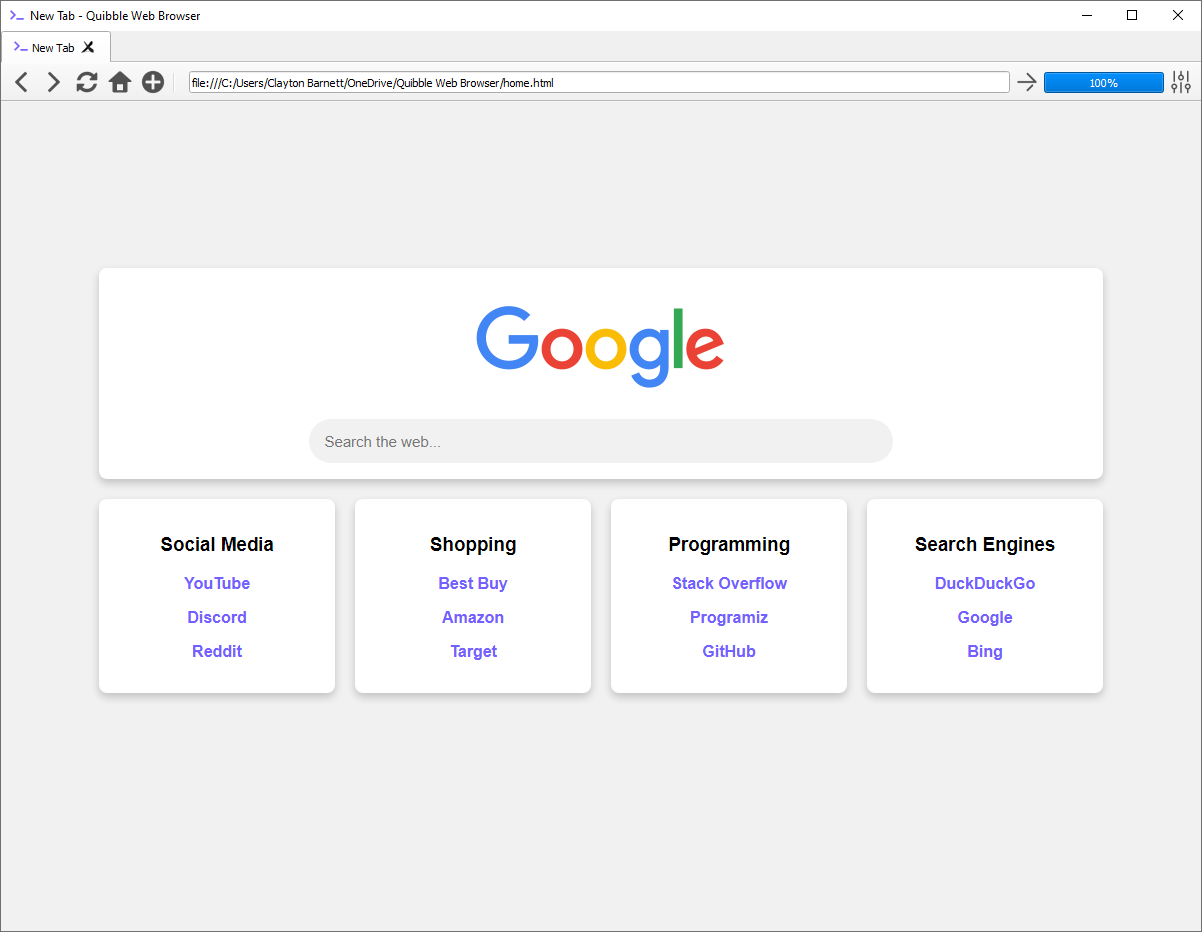 New Tab - Quibble Web Browser
New Tab
file:///C:/Users/Clayton Barnett/OneDrive/Quibble Web Browser/home.html
100%
Google
Search the web...
Social Media
YouTube
Discord
Reddit
Shopping
Best Buy
Amazon
Target
Programming
Stack Overflow
Programiz
GitHub
Search Engines
DuckDuckGo
Google
Bing